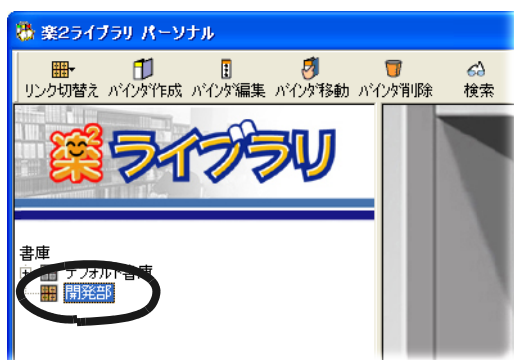 楽2ライブラリ パーソナル
リンク切替え バインダ作成 バインダ編集 バインダ移動 バインダ削除 検索
楽2ライブラリ
書庫
デフォルト書庫
開発部